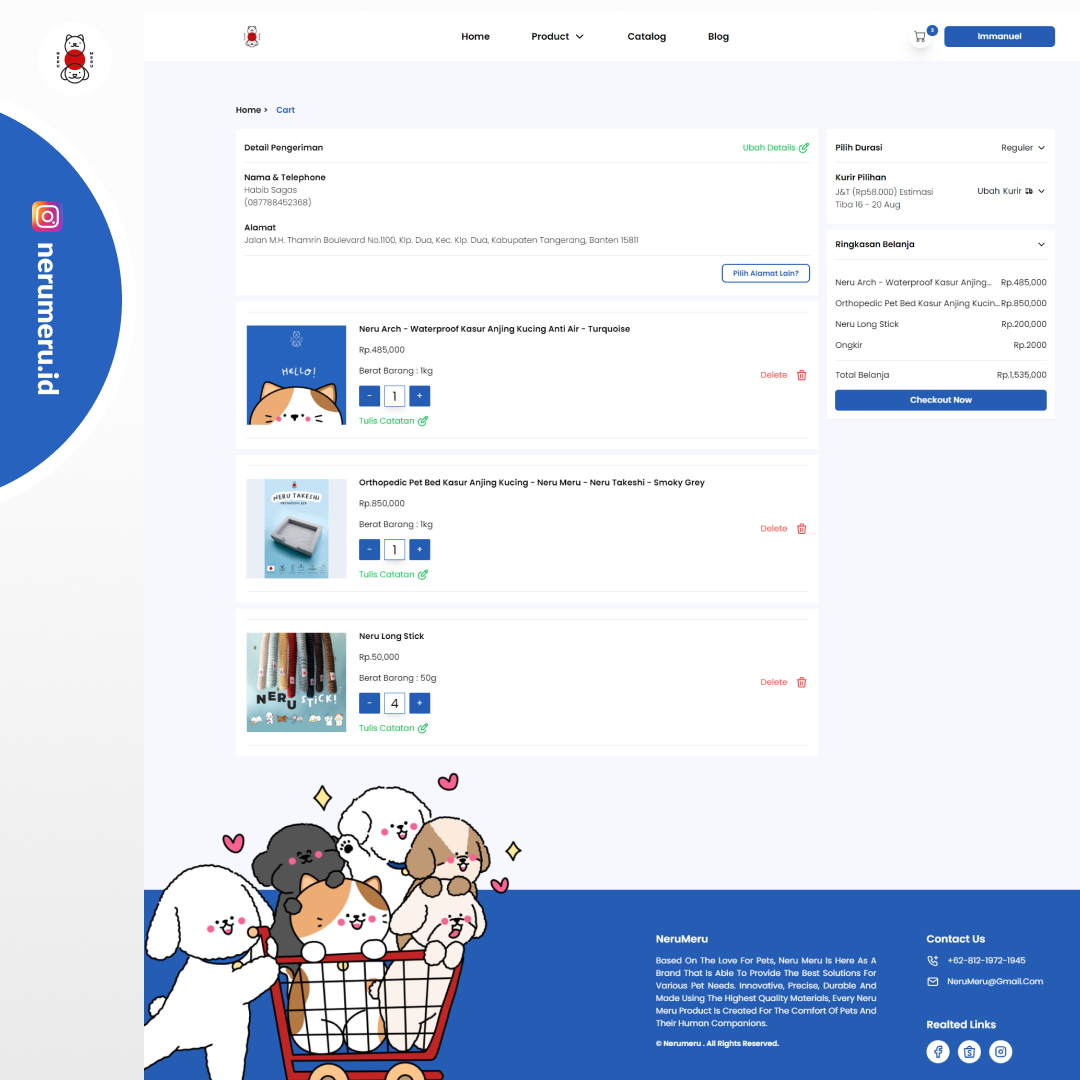 NERU
MERU
nerumeru.id
Home
Product
Catalog
Blog
3
Immanuel
Home >
Cart
Detail Pengeriman
Ubah Details
Nama & Telephone
Habib Sagas
(087788452368)
Alamat
Jalan M.H. Thamrin Boulevard No.1100, Klp. Dua, Kec. Klp. Dua, Kabupaten Tangerang, Banten 15811
Pilih Alamat Lain?
HELLO!
Neru Arch - Waterproof Kasur Anjing Kucing Anti Air - Turquoise
Rp.485,000
Berat Barang : 1kg
- 1 +
Tulis Catatan
Delete
NERU TAKESHI
Orthopedic Pet Bed Kasur Anjing Kucing - Neru Meru - Neru Takeshi - Smoky Grey
Rp.850,000
Berat Barang : 1kg
- 1 +
Tulis Catatan
Delete
NERU STICK!
Neru Long Stick
Rp.50,000
Berat Barang : 50g
- 4 +
Tulis Catatan
Delete
Pilih Durasi
Reguler
Kurir Pilihan
J&T (Rp58.000) Estimasi
Tiba 16 - 20 Aug
Ubah Kurir
Ringkasan Belanja
Neru Arch - Waterproof Kasur Anjing... Rp.485,000
Orthopedic Pet Bed Kasur Anjing Kucin... Rp.850,000
Neru Long Stick Rp.200,000
Ongkir Rp.2000
Total Belanja Rp.1,535,000
Checkout Now
NeruMeru
Based On The Love For Pets, Neru Meru Is Here As A
Brand That Is Able To Provide The Best Solutions For
Various Pet Needs. Innovative, Precise, Durable And
Made Using The Highest Quality Materials, Every Neru
Meru Product Is Created For The Comfort Of Pets And
Their Human Companions.
© Nerumeru . All Rights Reserved.
Contact Us
+62-812-1972-1945
NeruMeru@Gmail.Com
Realted Links